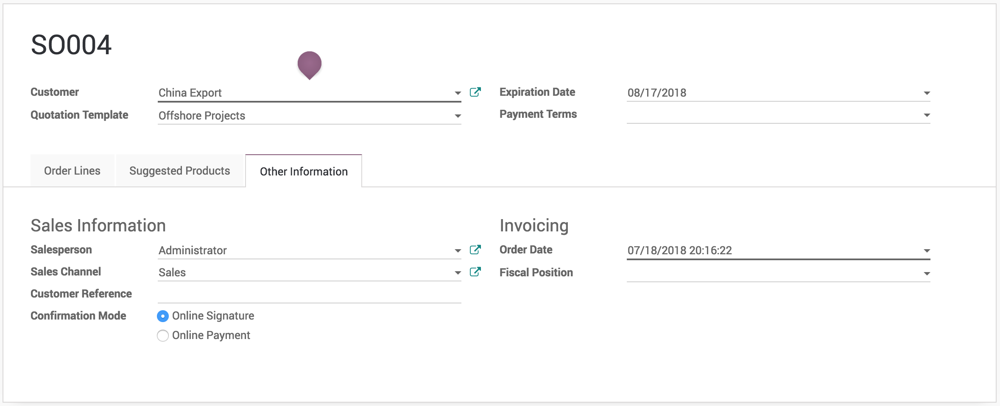 SO004
Customer China Export Expiration Date 08/17/2018
Quotation Template Offshore Projects Payment Terms
Order Lines Suggested Products Other Information
Sales Information Invoicing
Salesperson Administrator Order Date 07/18/2018 20:16:22
Sales Channel Sales Fiscal Position
Customer Reference
Confirmation Mode Online Signature
Online Payment